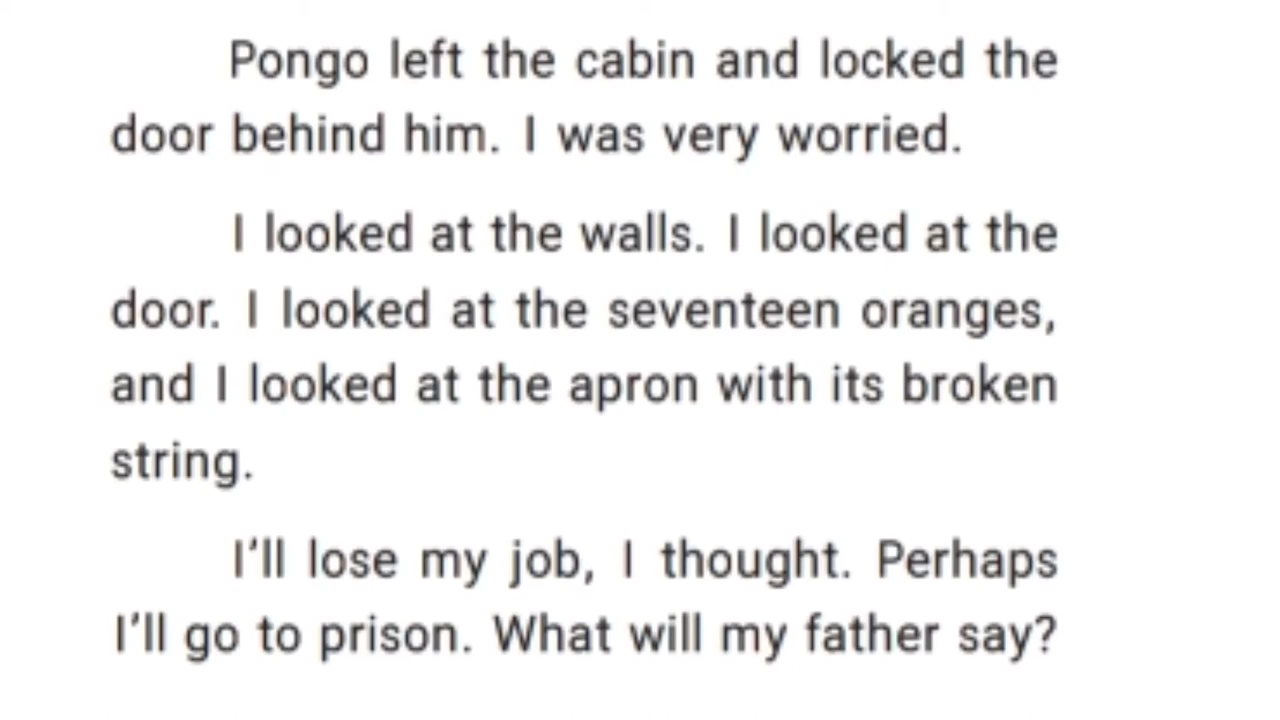 Pongo left the cabin and locked the
door behind him. I was very worried.
I looked at the walls. I looked at the
door. I looked at the seventeen oranges,
and I looked at the apron with its broken
string.
I’ll lose my job, I thought. Perhaps
I’ll go to prison. What will my father say?